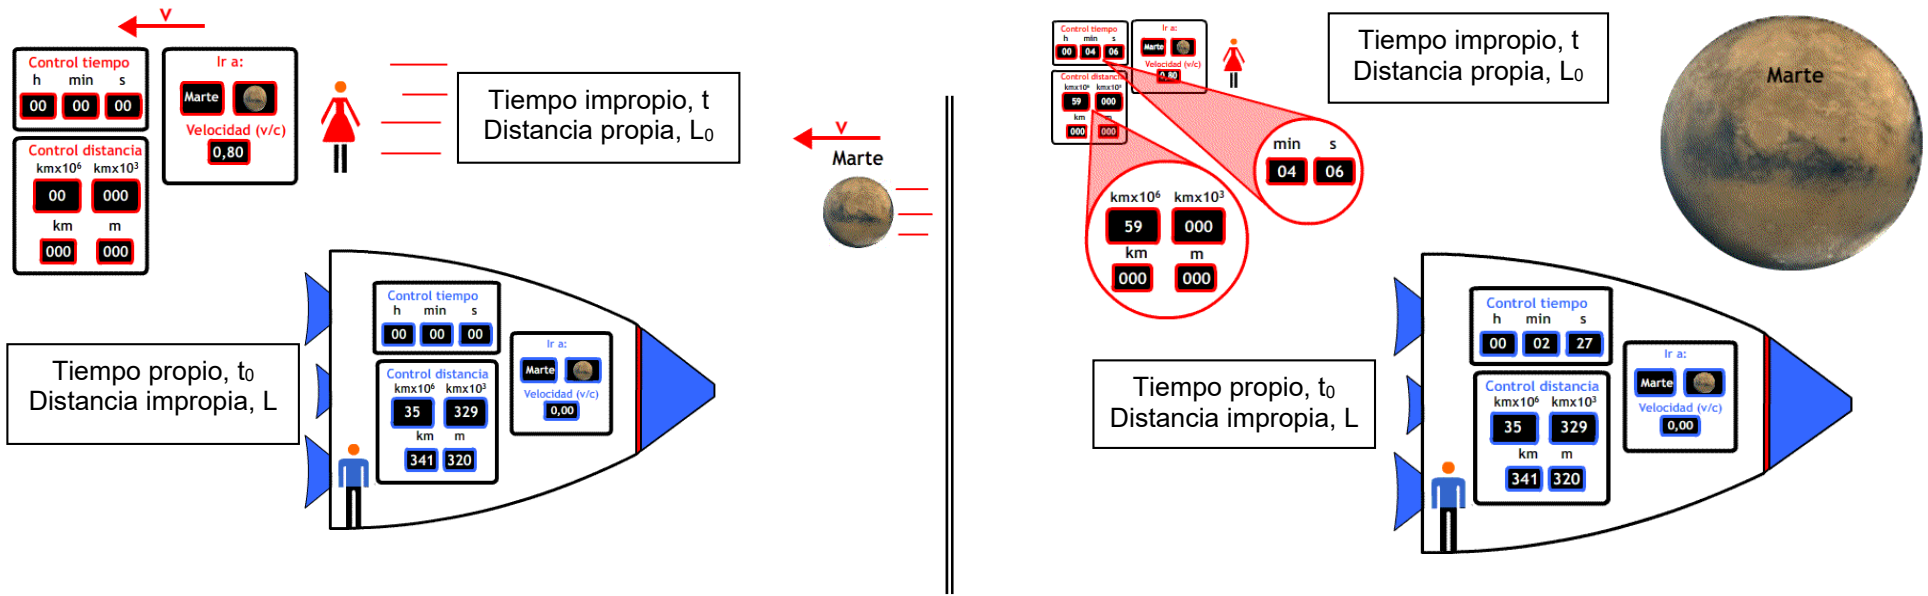 v
Control tiempo
h min s
00 00 00
Ir a:
Marte
Velocidad (v/c)
0,80
Control distancia
kmx10⁶ kmx10³
00 000
km m
000 000
Tiempo impropio, t
Distancia propia, L₀
v
Marte
Tiempo propio, t₀
Distancia impropia, L
Control tiempo
h min s
00 00 00
Control distancia
kmx10⁶ kmx10³
35 329
km m
341 320
Ir a:
Marte
Velocidad (v/c)
0,00
Control tiempo
h min s
00 04 06
Ir a:
Marte
Velocidad (v/c)
0,80
Control distancia
kmx10⁶ kmx10³
59 000
km m
000 000
Tiempo impropio, t
Distancia propia, L₀
Marte
min s
04 06
kmx10⁶ kmx10³
59 000
km m
000 000
Tiempo propio, t₀
Distancia impropia, L
Control tiempo
h min s
00 02 27
Control distancia
kmx10⁶ kmx10³
35 329
km m
341 320
Ir a:
Marte
Velocidad (v/c)
0,00